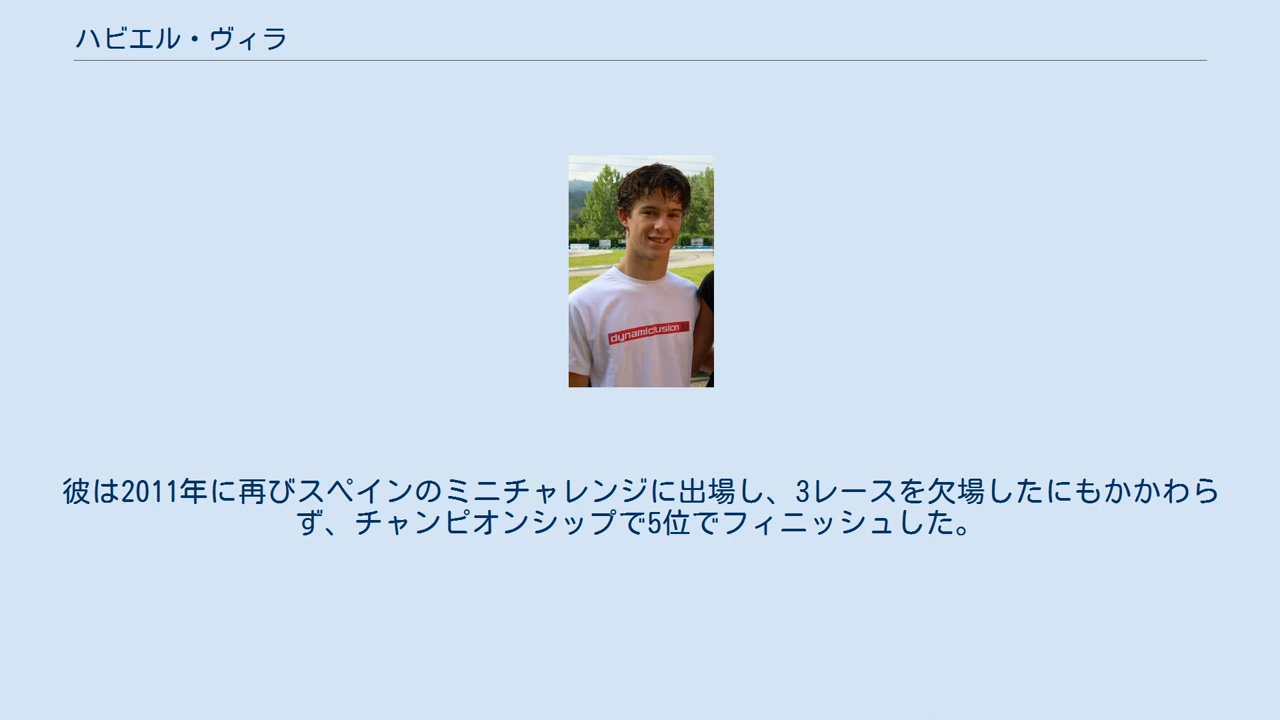 ハビエル・ヴィラ
dynamicfusion
彼は2011年に再びスペインのミニチャレンジに出場し、3レースを欠場したにもかかわら
ず、チャンピオンシップで5位でフィニッシュした。